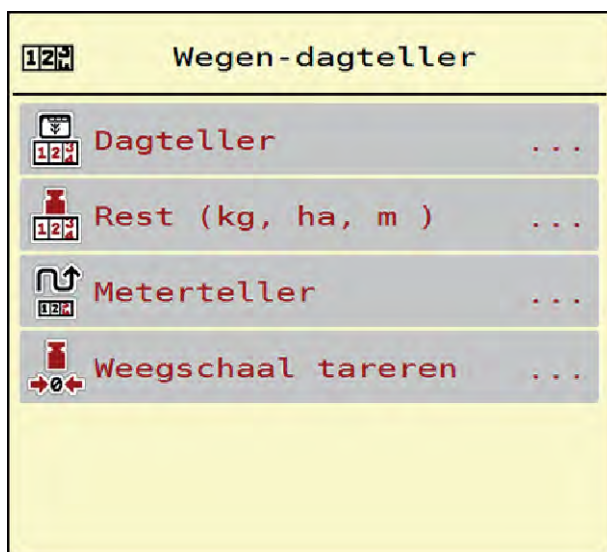 Wegen-dagteller
Dagteller ...
Rest (kg, ha, m ) ...
Meterteller ...
Weegschaal tareren ...